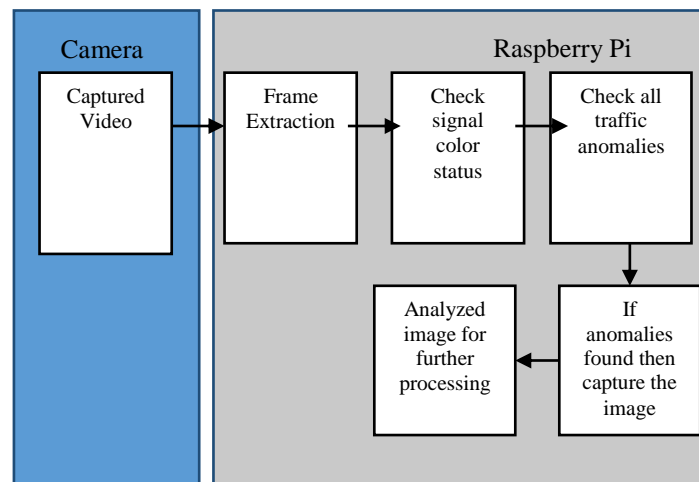 Camera
Raspberry Pi
Captured
Video
Frame
Extraction
Check
signal
color
status
Check all
traffic
anomalies
If
anomalies
found then
capture the
image
Analyzed
image for
further
processing